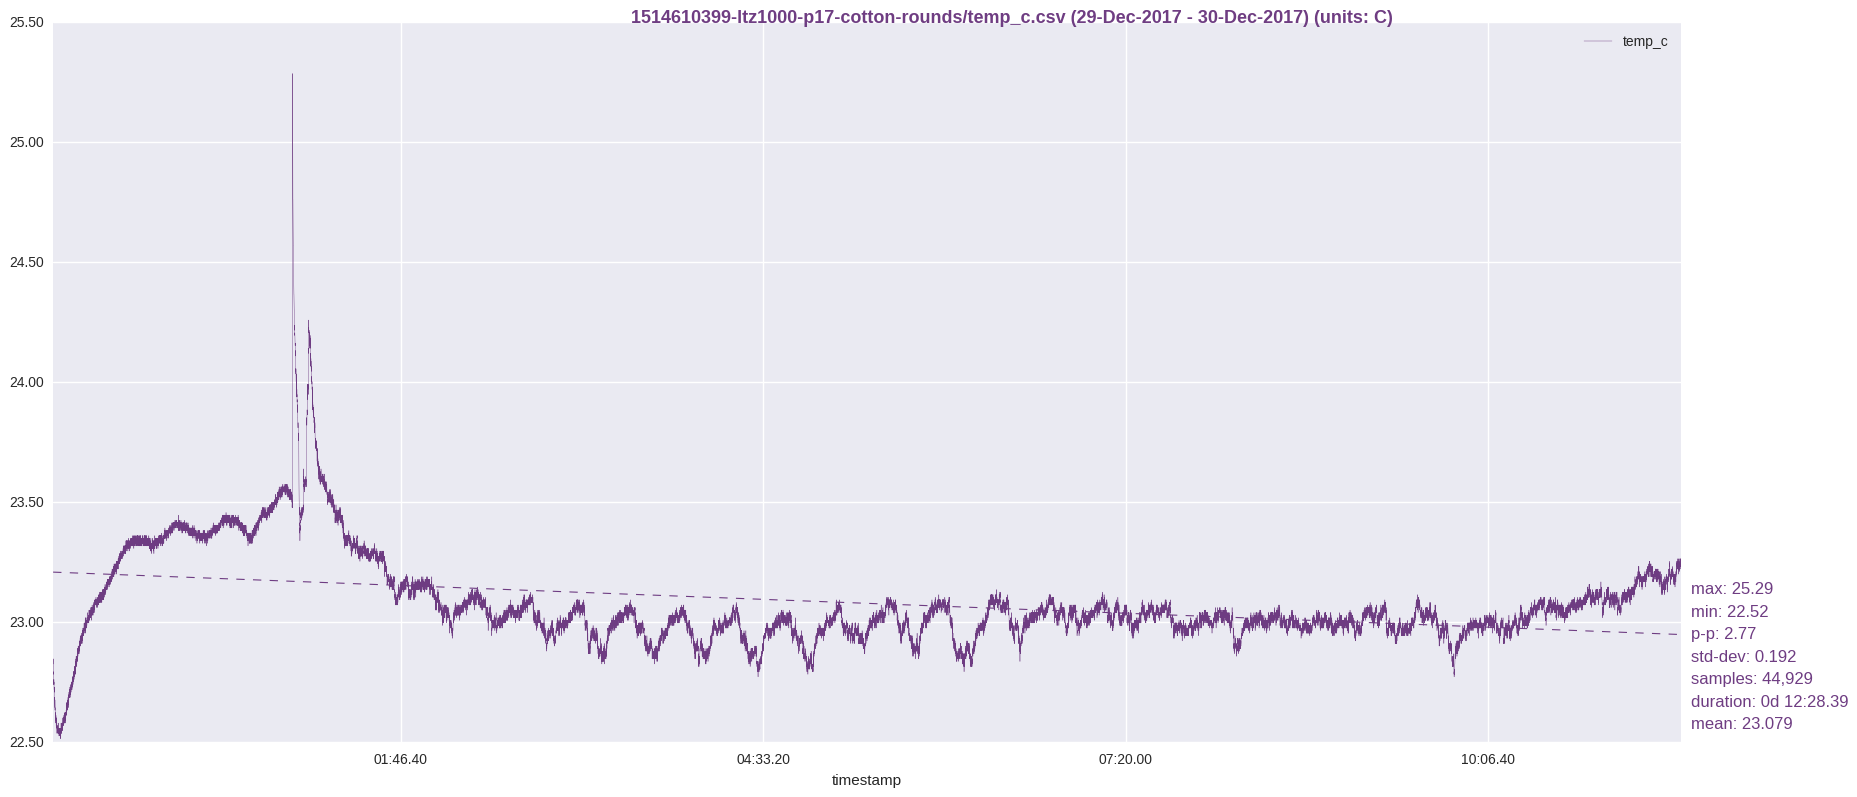 1514610399-ltz1000-p17-cotton-rounds/temp_c.csv (29-Dec-2017 - 30-Dec-2017) (units: C)
temp_c
25.50
25.00
24.50
24.00
23.50
23.00
22.50
max: 25.29
min: 22.52
p-p: 2.77
std-dev: 0.192
samples: 44,929
duration: 0d 12:28.39
mean: 23.079
01:46.40 04:33.20 07:20.00 10:06.40
timestamp